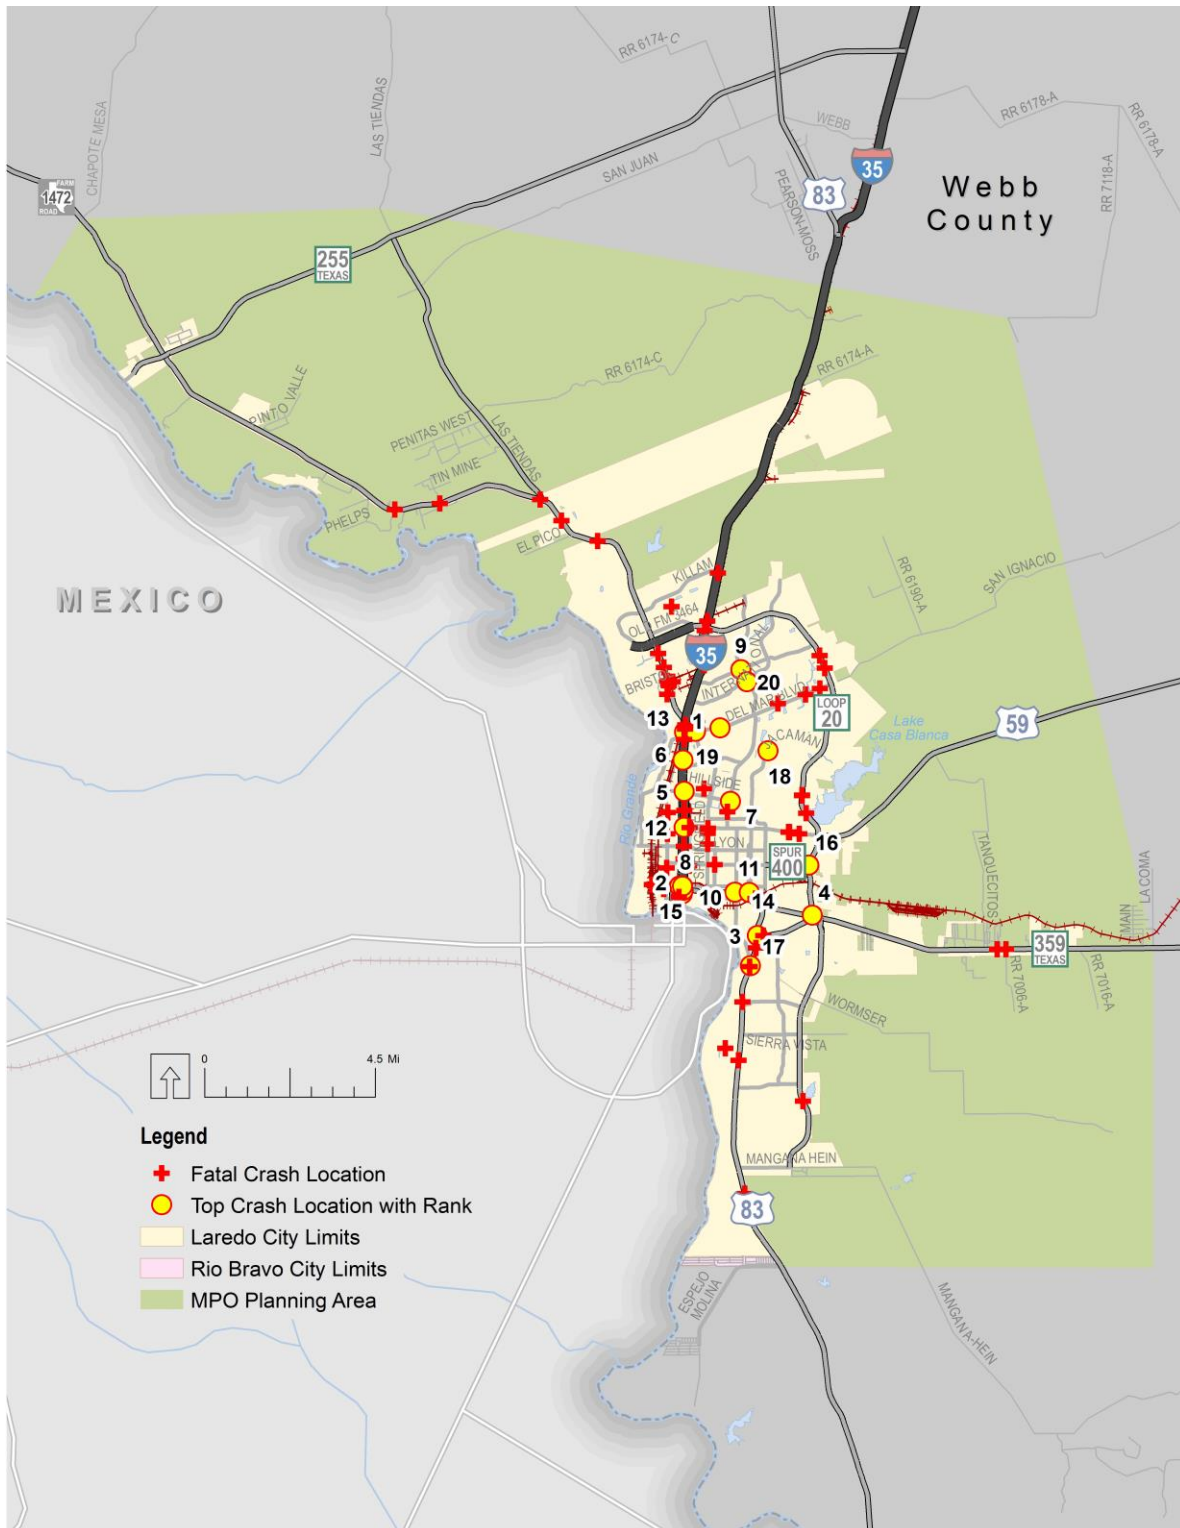 RR 6174-C
LAS TIENDAS
CHAPOTE MESA
RR 6178-A
RR 6178-A
WEBB
SAN JUAN
35
PEARSON-MOSS
RR 7118-A
FARM
1472
ROAD
83
Webb
County
255
TEXAS
RR 6174-C
RR 6174-A
PINTO VALLE
PENITAS WEST
LAS TIENDAS
TIN MINE
PHELPS
EL PICO
RR 6190-A
SAN IGNACIO
KILLAM
MEXICO
OLD FM 3464
35
9
INTERNATIONAL
BRISTOL
20
DEL MAR BLVD
LOOP
20
13
1
Lake
Casa Blanca
59
JACAMAN
6
19
18
HILLSIDE
Rio Grande
5
7
SPRINGFIELD
12
LYON
16
TANQUECITOS
LA COMA
SPUR
400
8
11
2
10
14
4
15
MAIN
3
17
359
TEXAS
RR 7006-A
RR 7016-A
WORMSER
SIERRA VISTA
0
4.5 Mi
Legend
Fatal Crash Location
Top Crash Location with Rank
Laredo City Limits
Rio Bravo City Limits
MPO Planning Area
MANGANA HEIN
83
ESPEJO
MOLINA
MANGANA-HEIN